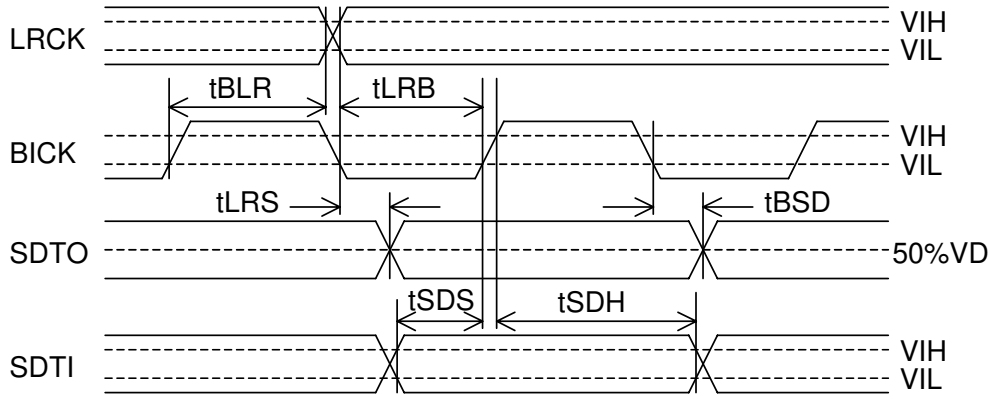 LRCK
VIH
VIL
tBLR
tLRB
BICK
VIH
VIL
tLRS
tBSD
SDTO
50%VD
tSDS
tSDH
SDTI
VIH
VIL